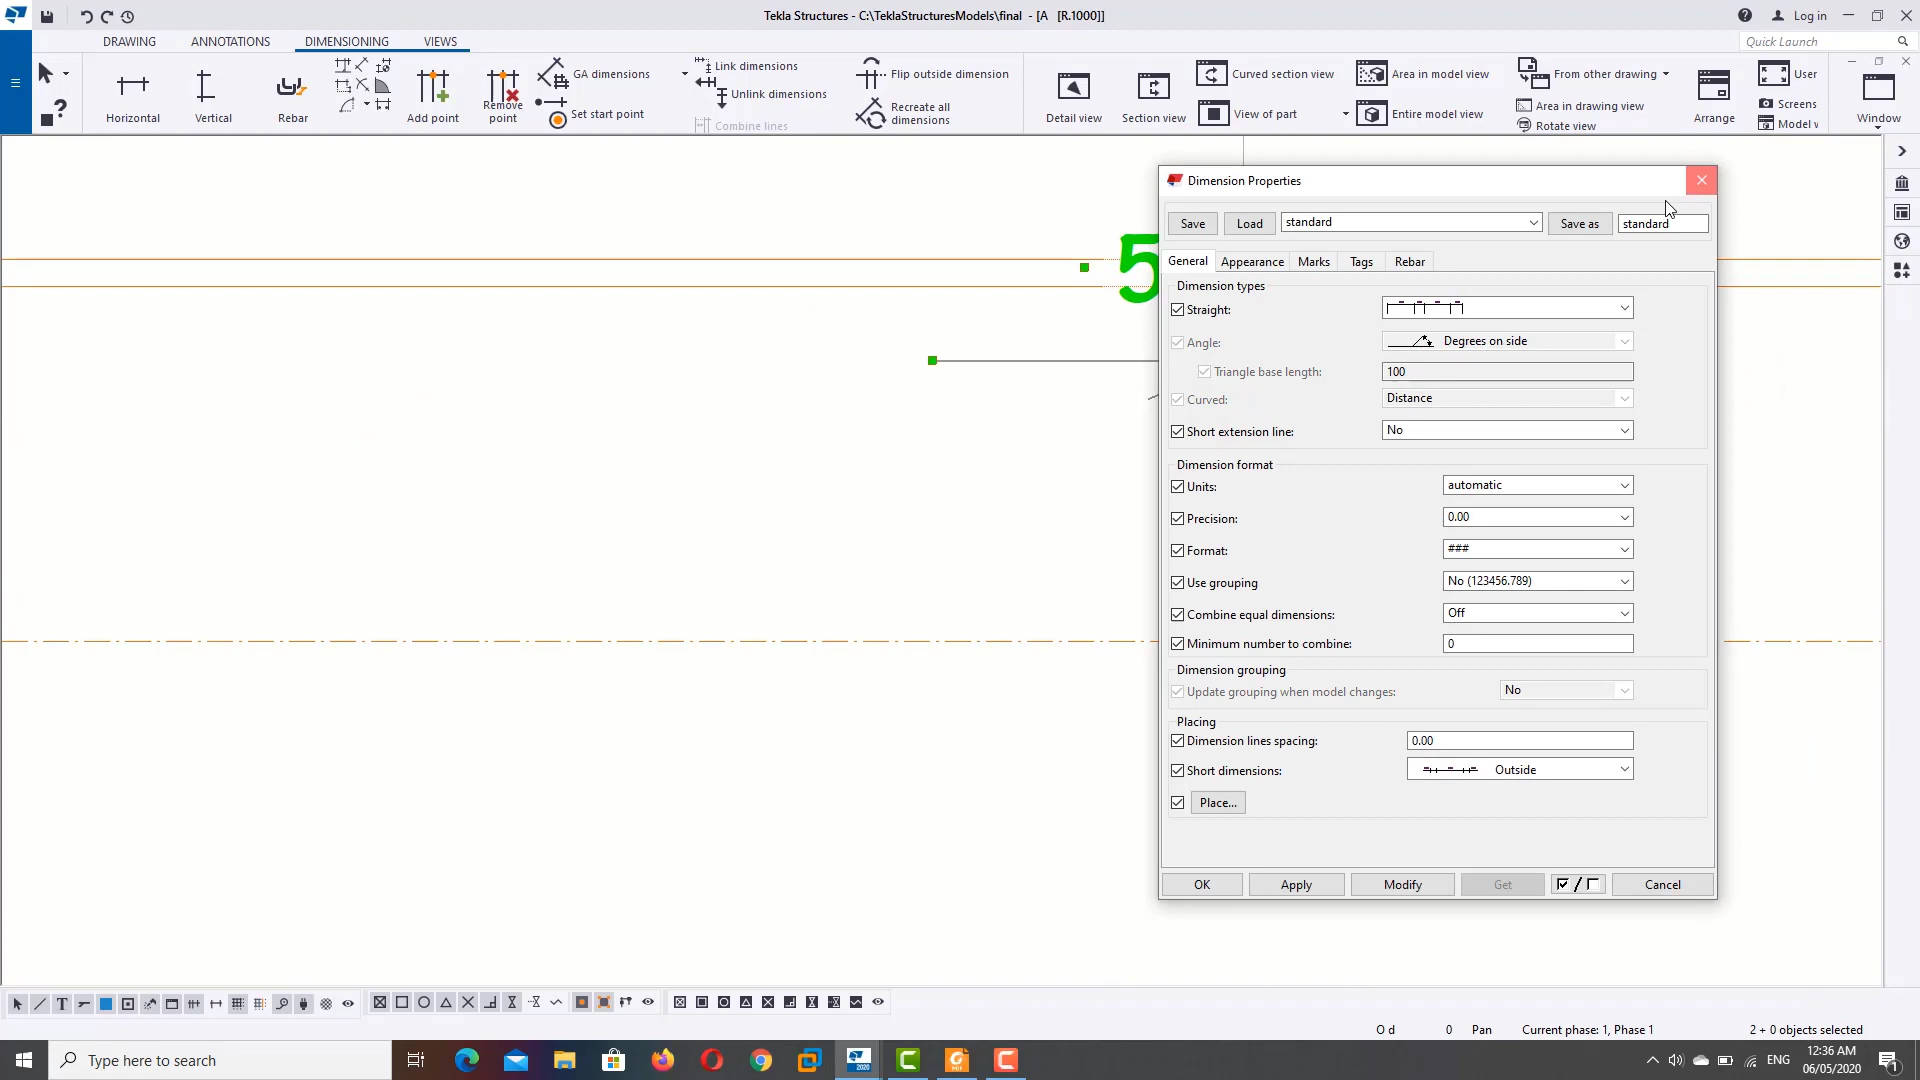 Tekla Structures - C:\TeklaStructuresModels\final - [A [R.1000]]
Log in
DRAWING
ANNOTATIONS
DIMENSIONING
VIEWS
Quick Launch
Horizontal
Vertical
Rebar
Add point
Remove point
GA dimensions
Set start point
Link dimensions
Unlink dimensions
Combine lines
Flip outside dimension
Recreate all dimensions
Detail view
Section view
Curved section view
View of part
Area in model view
Entire model view
From other drawing
Area in drawing view
Rotate view
Arrange
User
Screens
Model v
Window
5
Dimension Properties
Save
Load
standard
Save as
standard
General
Appearance
Marks
Tags
Rebar
Dimension types
Straight:
Angle:
Degrees on side
Triangle base length:
100
Curved:
Distance
Short extension line:
No
Dimension format
Units:
automatic
Precision:
0.00
Format:
###
Use grouping
No (123456.789)
Combine equal dimensions:
Off
Minimum number to combine:
0
Dimension grouping
Update grouping when model changes:
No
Placing
Dimension lines spacing:
0.00
Short dimensions:
Outside
Place...
OK
Apply
Modify
Get
Cancel
O d
0
Pan
Current phase: 1, Phase 1
2 + 0 objects selected
Type here to search
2020
ENG
12:36 AM
06/05/2020
1